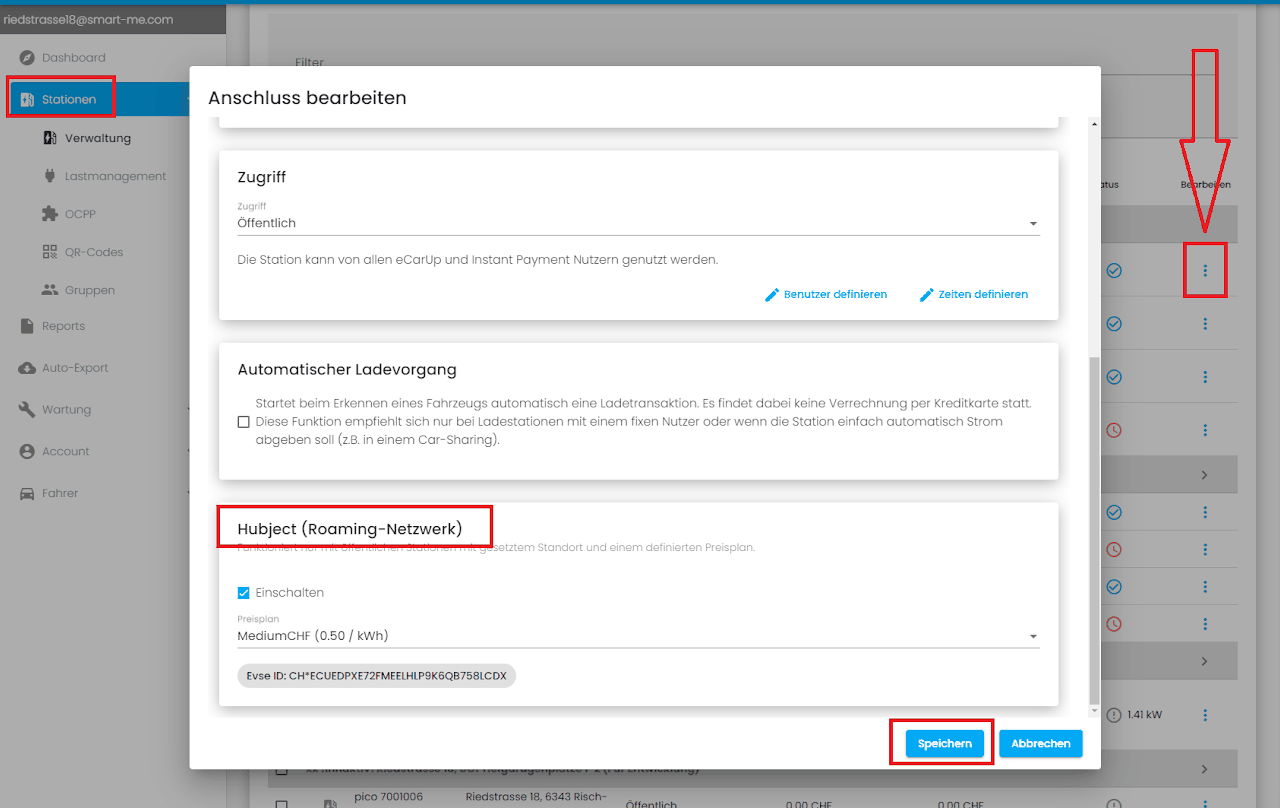 riedstrasse18@smart-me.com
Dashboard
Stationen
Verwaltung
Lastmanagement
OCPP
QR-Codes
Gruppen
Reports
Auto-Export
Wartung
Account
Fahrer
Filter
Anschluss bearbeiten
Zugriff
Zugriff
Öffentlich
Die Station kann von allen eCarUp und Instant Payment Nutzern genutzt werden.
Benutzer definieren
Zeiten definieren
Automatischer Ladevorgang
Startet beim Erkennen eines Fahrzeugs automatisch eine Ladetransaktion. Es findet dabei keine Verrechnung per Kreditkarte statt.
Diese Funktion empfiehlt sich nur bei Ladestationen mit einem fixen Nutzer oder wenn die Station einfach automatisch Strom
abgeben soll (z.B. in einem Car-Sharing).
Hubject (Roaming-Netzwerk)
Funktioniert nur mit öffentlichen Stationen mit gesetztem Standort und einem definierten Preisplan.
Einschalten
Preisplan
MediumCHF (0.50 / kWh)
Evse ID: CH*ECUEDPXE72FMEELHLP9K6QB758LCDX
Speichern
Abbrechen
atus
Bearbeiten
1.41 kW
pico 7001006
Riedstrasse 18, 6343 Risch-
Öffentlich
0.00 CHF
0.00 CHF